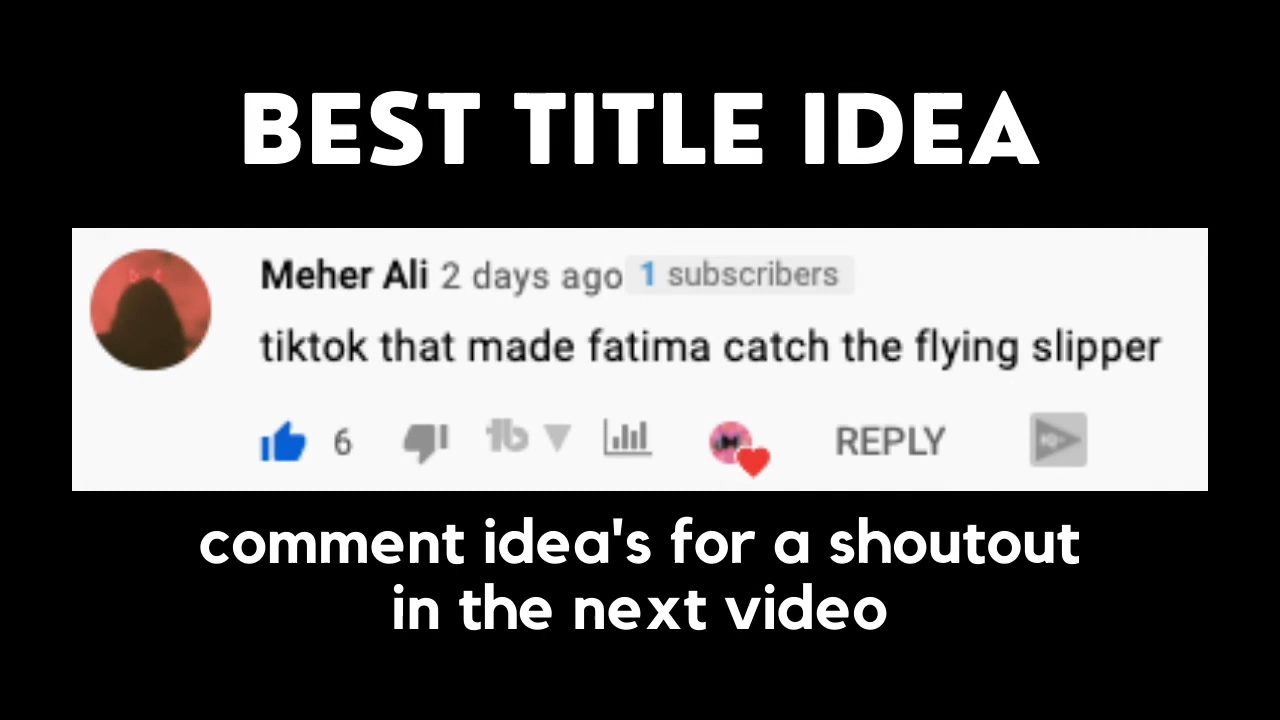 BEST TITLE IDEA
Meher Ali 2 days ago 1 subscribers
tiktok that made fatima catch the flying slipper
6 REPLY
comment idea's for a shoutout
in the next video